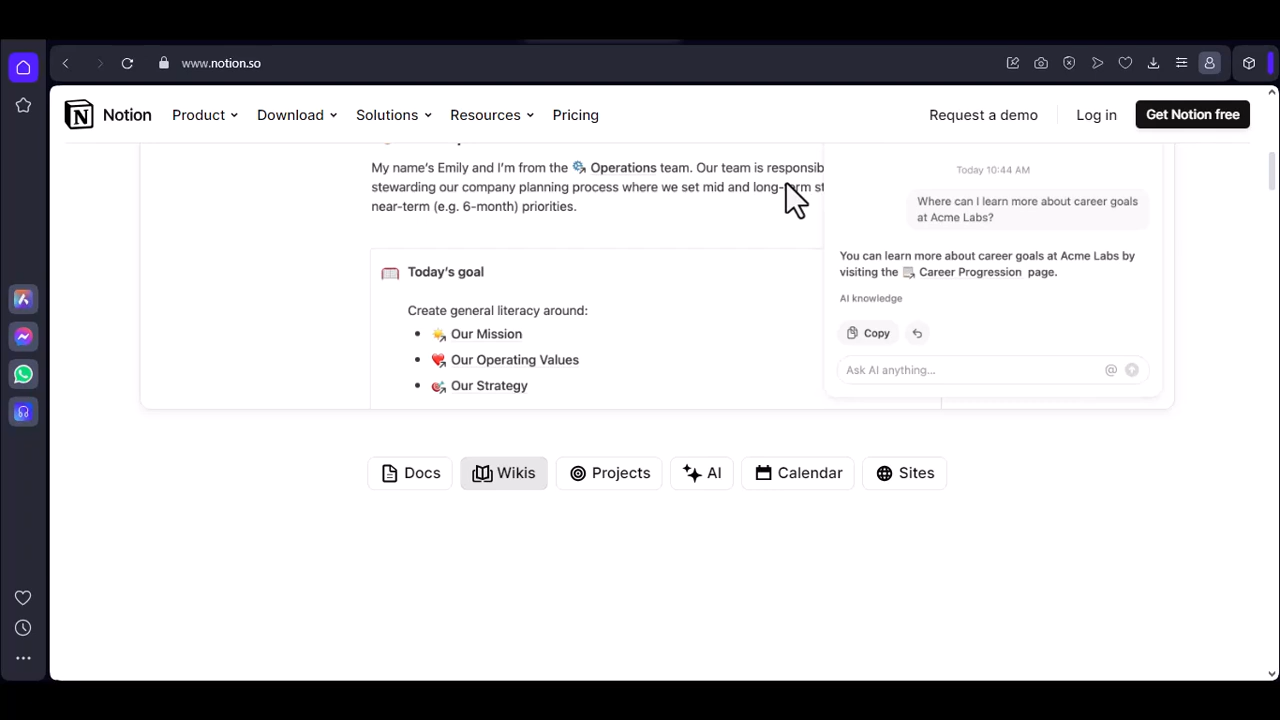 www.notion.so
Notion
Product
Download
Solutions
Resources
Pricing
Request a demo
Log in
Get Notion free
My name's Emily and I'm from the Operations team. Our team is responsib
stewarding our company planning process where we set mid and long-term st
near-term (e.g. 6-month) priorities.
Today's goal
Create general literacy around:
• Our Mission
• Our Operating Values
• Our Strategy
Today 10:44 AM
Where can I learn more about career goals
at Acme Labs?
You can learn more about career goals at Acme Labs by
visiting the Career Progression page.
AI knowledge
Copy
Ask AI anything...
@
Docs
Wikis
Projects
AI
Calendar
Sites